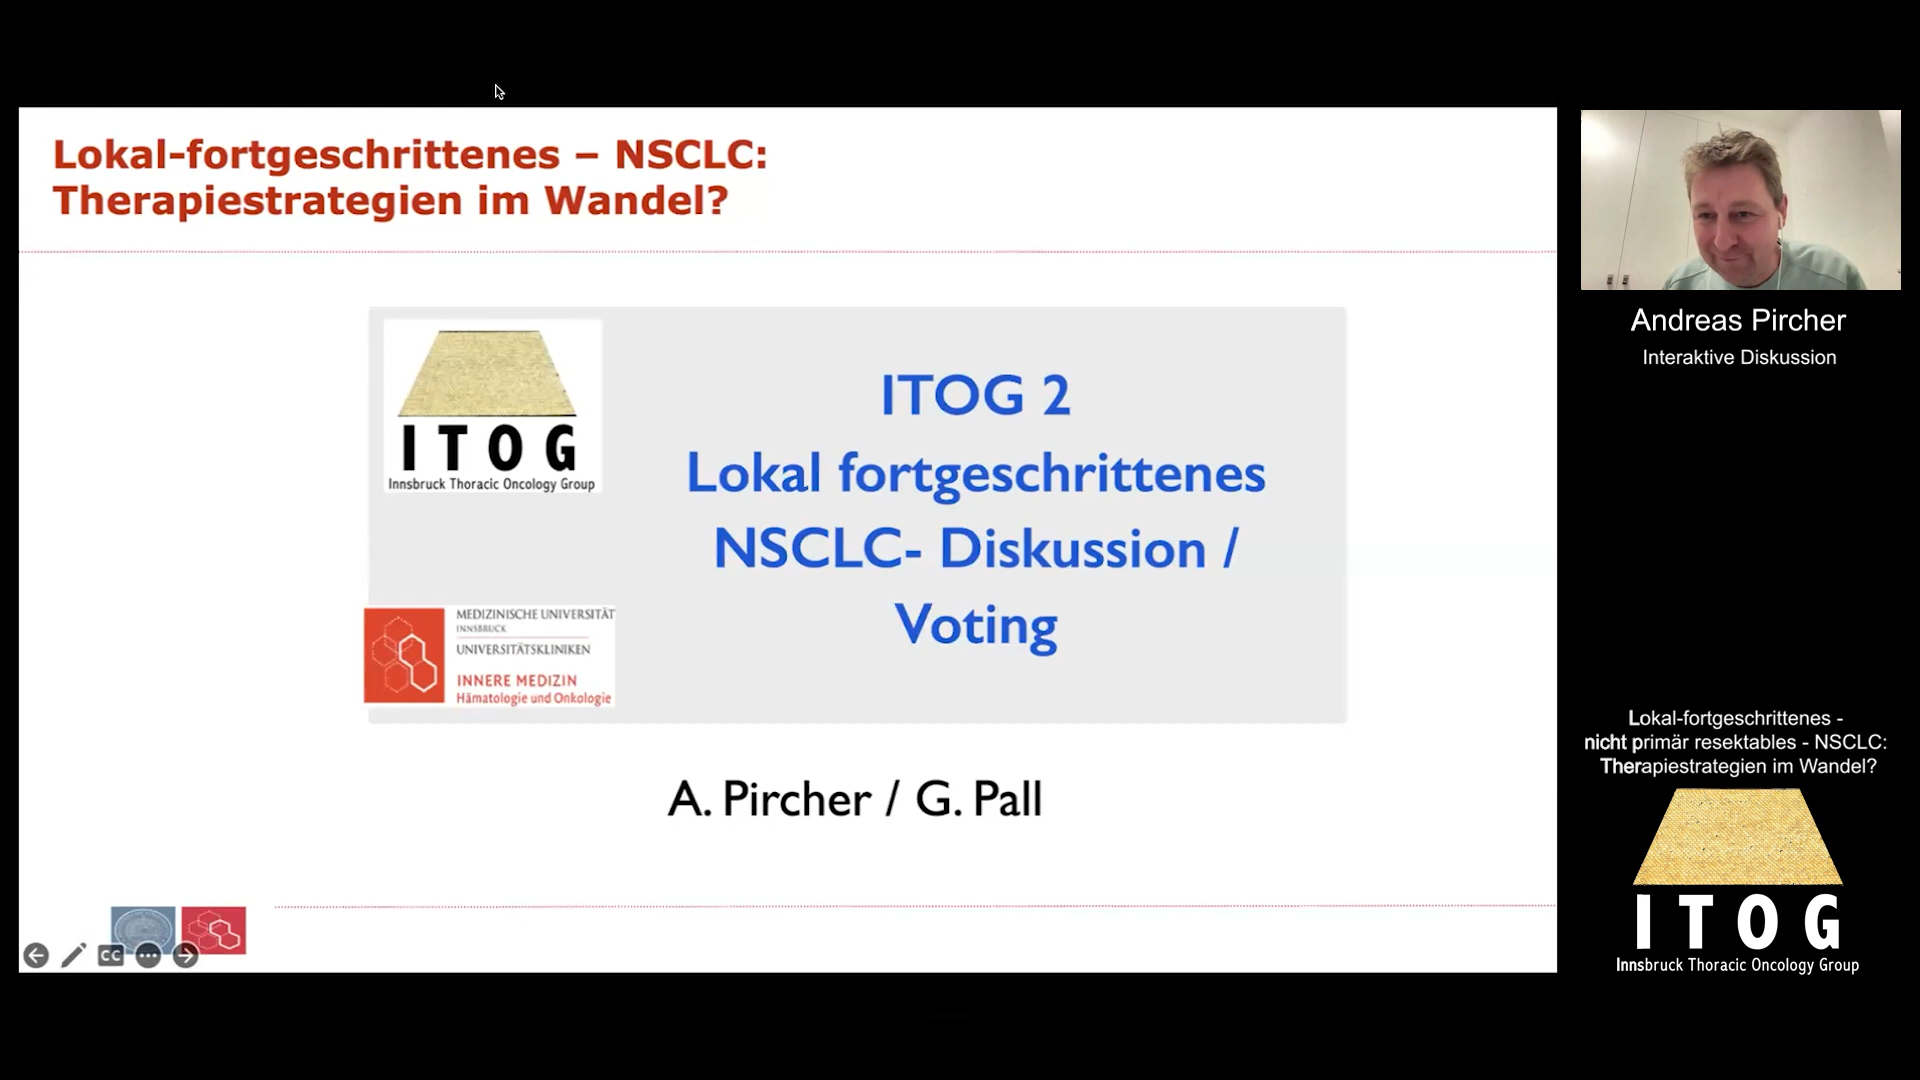 Lokal-fortgeschrittenes – NSCLC:
Therapiestrategien im Wandel?
ITOG
Innsbruck Thoracic Oncology Group
ITOG 2
Lokal fortgeschrittenes
NSCLC- Diskussion /
Voting
MEDIZINISCHE UNIVERSITÄT
INNSBRUCK
UNIVERSITÄTSKLINIKEN
INNERE MEDIZIN
Hämatologie und Onkologie
A. Pircher / G. Pall
CC
Andreas Pircher
Interaktive Diskussion
Lokal-fortgeschrittenes -
nicht primär resektables - NSCLC:
Therapiestrategien im Wandel?
ITOG
Innsbruck Thoracic Oncology Group